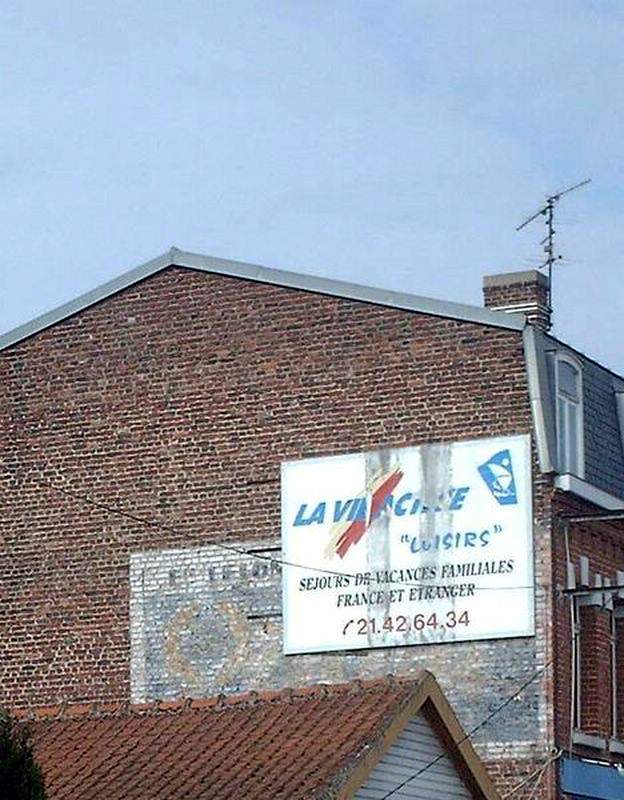 "LOISIRS"
SEJOURS DE VACANCES FAMILIALES
FRANCE ET ETRANGER
21.42.64.34